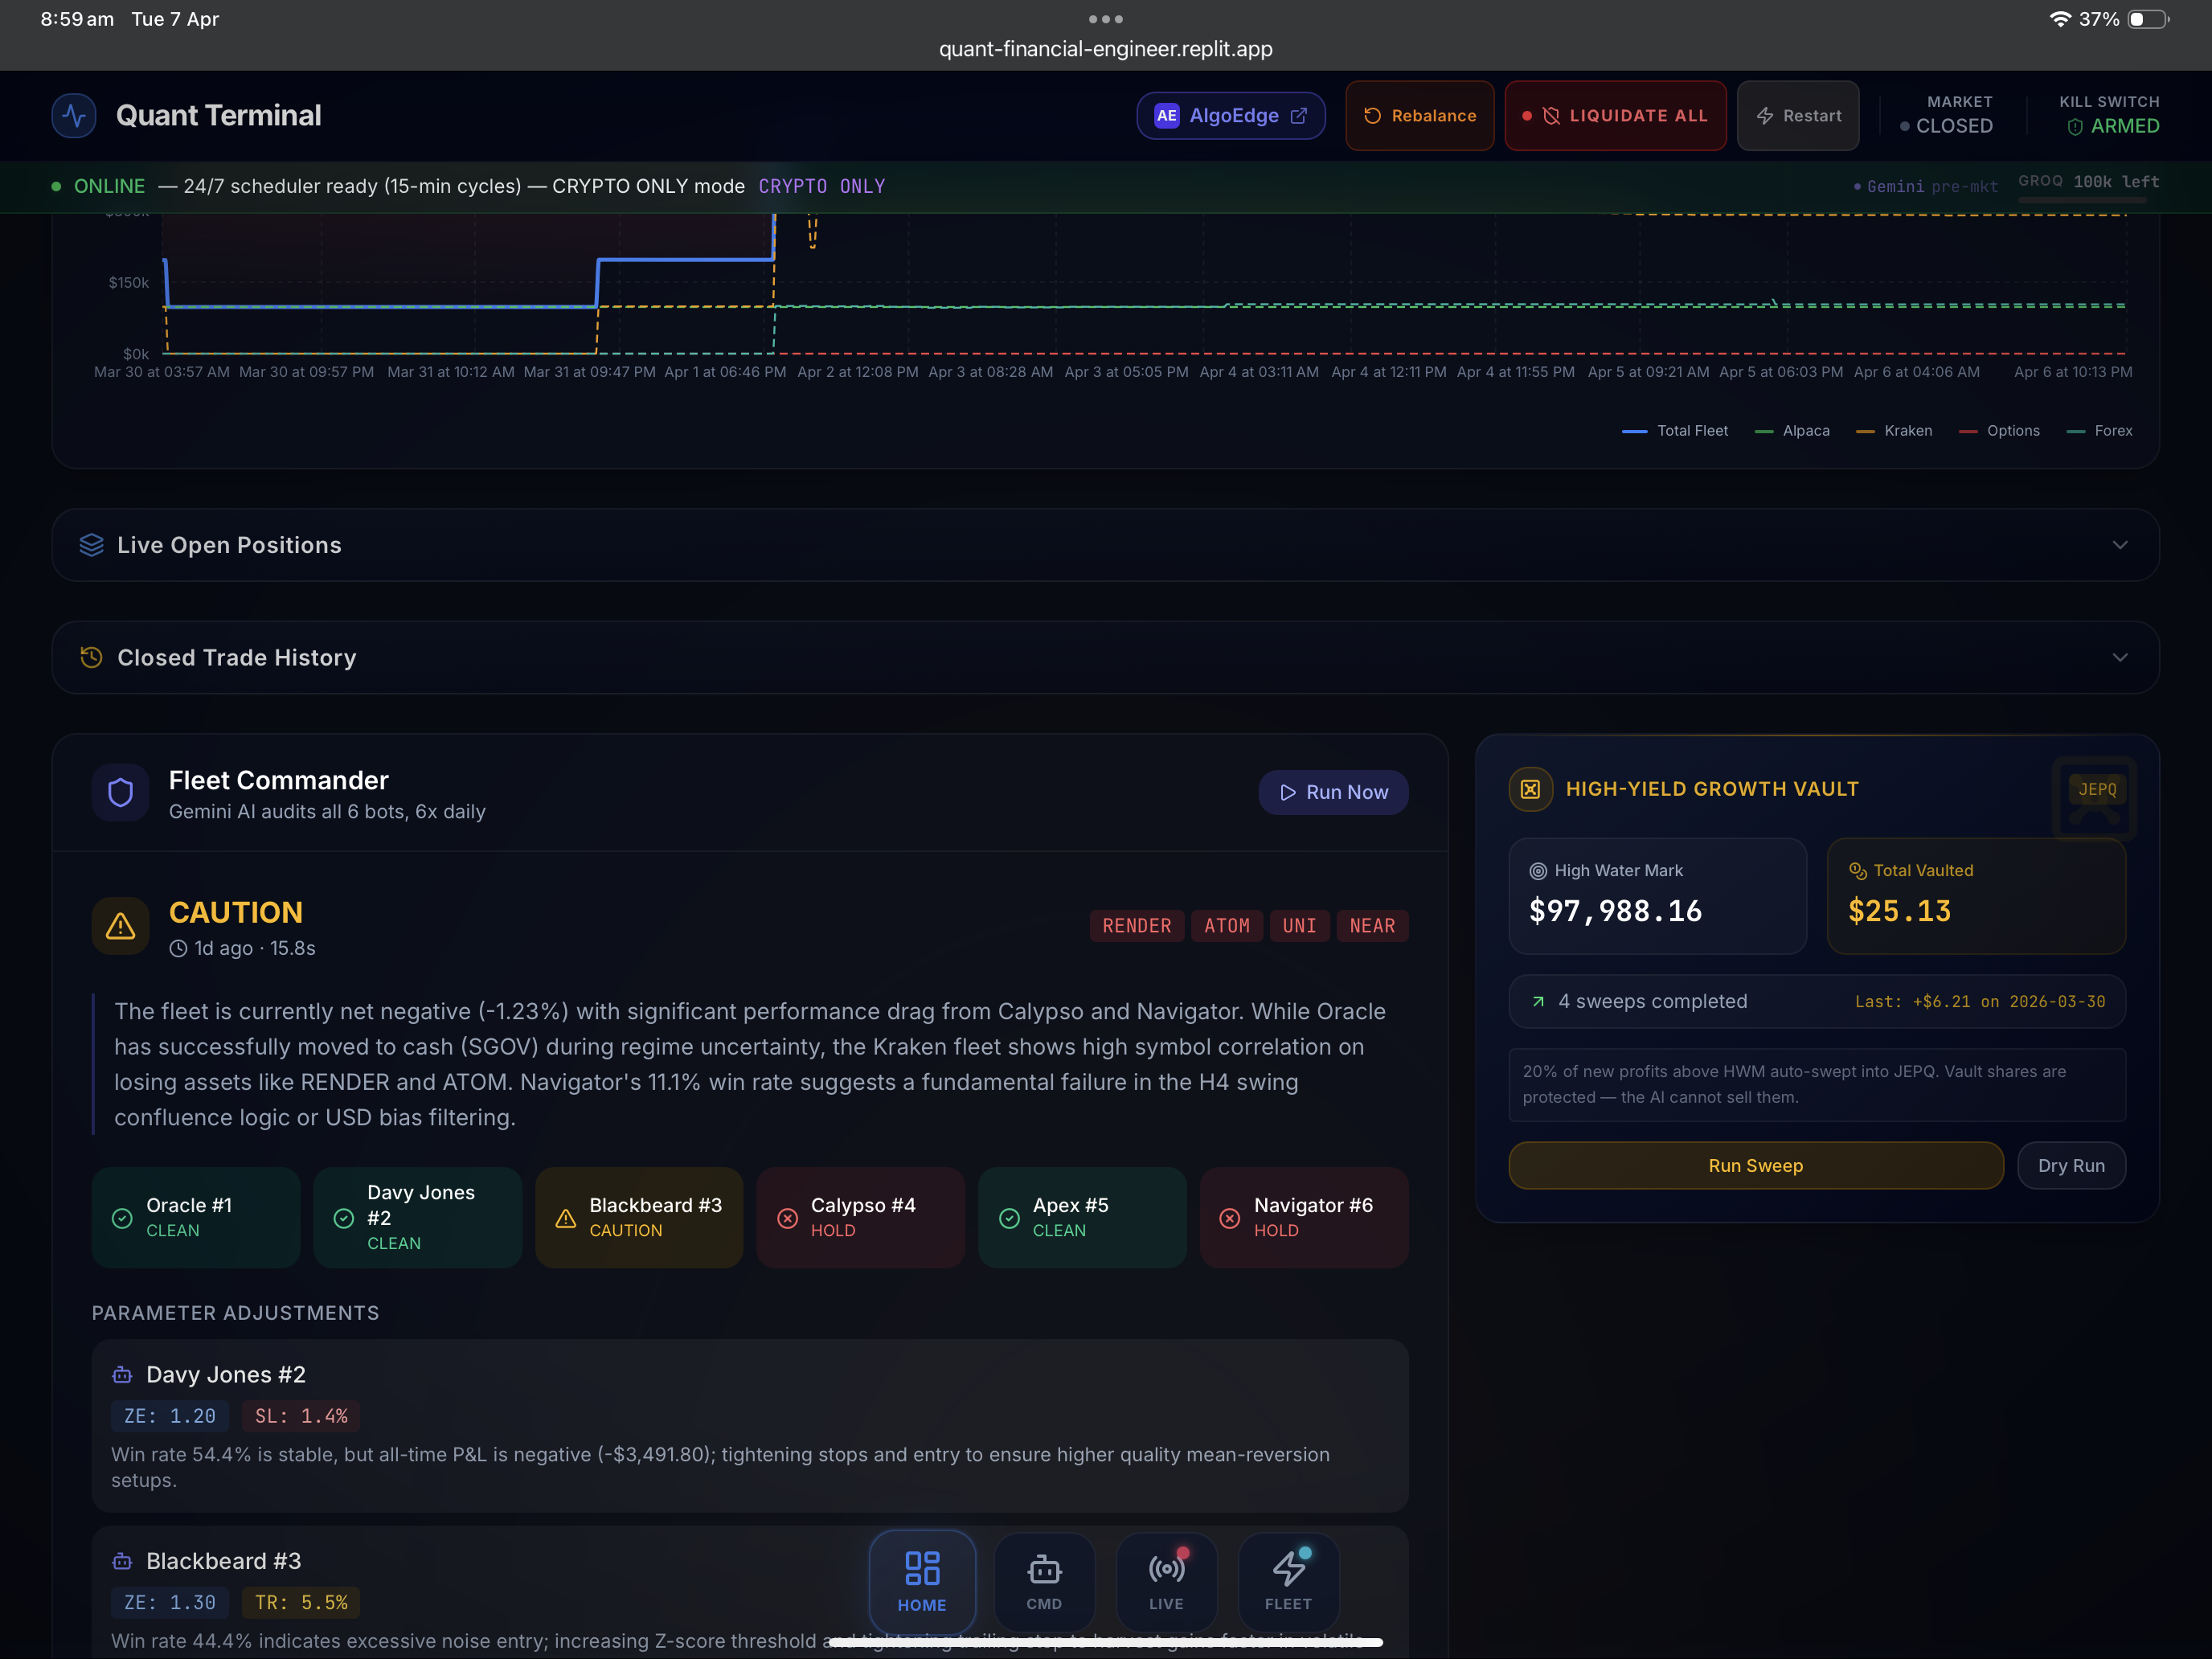 8:59 am Tue 7 Apr
37%
quant-financial-engineer.replit.app
Quant Terminal
AE AlgoEdge
Rebalance
LIQUIDATE ALL
Restart
MARKET
CLOSED
KILL SWITCH
ARMED
ONLINE — 24/7 scheduler ready (15-min cycles) — CRYPTO ONLY mode CRYPTO ONLY
Gemini pre-mkt
GROQ 100k left
$150k
$0k
Mar 30 at 03:57 AM Mar 30 at 09:57 PM Mar 31 at 10:12 AM Mar 31 at 09:47 PM Apr 1 at 06:46 PM Apr 2 at 12:08 PM Apr 3 at 08:28 AM Apr 3 at 05:05 PM Apr 4 at 03:11 AM Apr 4 at 12:11 PM Apr 4 at 11:55 PM Apr 5 at 09:21 AM Apr 5 at 06:03 PM Apr 6 at 04:06 AM Apr 6 at 10:13 PM
Total Fleet Alpaca Kraken Options Forex
Live Open Positions
Closed Trade History
Fleet Commander
Gemini AI audits all 6 bots, 6x daily
Run Now
CAUTION
1d ago · 15.8s
RENDER ATOM UNI NEAR
The fleet is currently net negative (-1.23%) with significant performance drag from Calypso and Navigator. While Oracle
has successfully moved to cash (SGOV) during regime uncertainty, the Kraken fleet shows high symbol correlation on
losing assets like RENDER and ATOM. Navigator's 11.1% win rate suggests a fundamental failure in the H4 swing
confluence logic or USD bias filtering.
Oracle #1
CLEAN
Davy Jones
#2
CLEAN
Blackbeard #3
CAUTION
Calypso #4
HOLD
Apex #5
CLEAN
Navigator #6
HOLD
PARAMETER ADJUSTMENTS
Davy Jones #2
ZE: 1.20 SL: 1.4%
Win rate 54.4% is stable, but all-time P&L is negative (-$3,491.80); tightening stops and entry to ensure higher quality mean-reversion
setups.
Blackbeard #3
ZE: 1.30 TR: 5.5%
Win rate 44.4% indicates excessive noise entry; increasing Z-score threshold and tightening trailing stop to harvest gains faster in volatile
HIGH-YIELD GROWTH VAULT
JEPQ
High Water Mark
$97,988.16
Total Vaulted
$25.13
4 sweeps completed
Last: +$6.21 on 2026-03-30
20% of new profits above HWM auto-swept into JEPQ. Vault shares are
protected — the AI cannot sell them.
Run Sweep
Dry Run
HOME
CMD
LIVE
FLEET